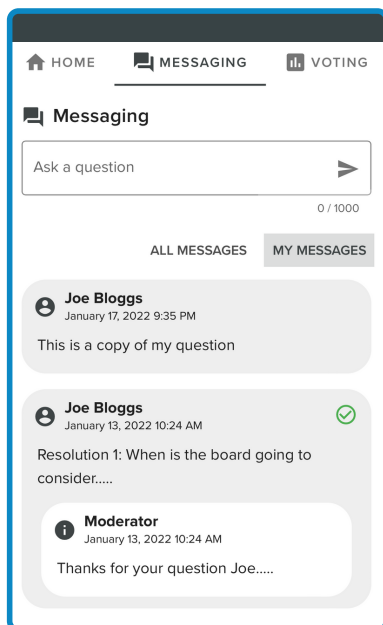 HOME MESSAGING VOTING
Messaging
Ask a question
0 / 1000
ALL MESSAGES MY MESSAGES
Joe Bloggs
January 17, 2022 9:35 PM
This is a copy of my question
Joe Bloggs
January 13, 2022 10:24 AM
Resolution 1: When is the board going to
consider.....
Moderator
January 13, 2022 10:24 AM
Thanks for your question Joe.....